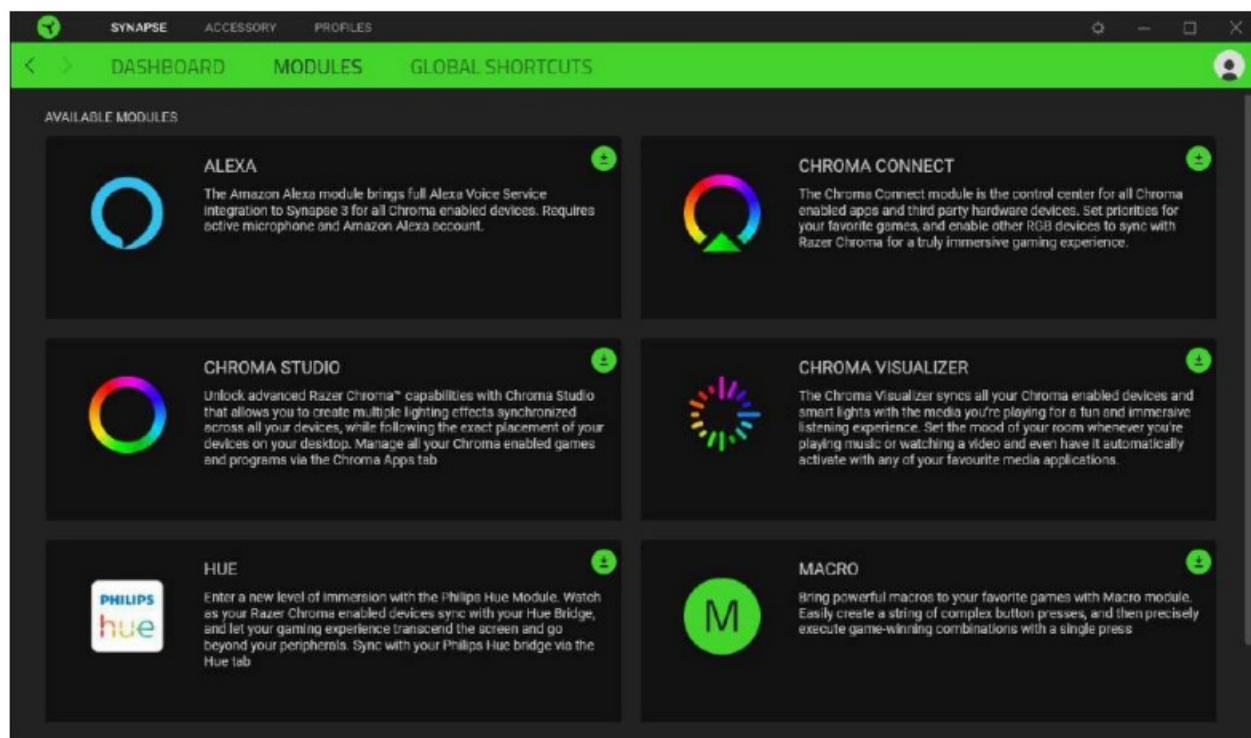 SYNAPSE ACCESSORY PROFILES
DASHBOARD MODULES GLOBAL SHORTCUTS
AVAILABLE MODULES
ALEXA
The Amazon Alexa module brings full Alexa Voice Service
integration to Synapse 3 for all Chroma enabled devices. Requires
active microphone and Amazon Alexa account.
CHROMA CONNECT
The Chroma Connect module is the control center for all Chroma
enabled apps and third party hardware devices. Set priorities for
your favorite games, and enable other RGB devices to sync with
Razer Chroma for a truly immersive gaming experience.
CHROMA STUDIO
Unlock advanced Razer Chroma™ capabilities with Chroma Studio
that allows you to create multiple lighting effects synchronized
across all your devices, while following the exact placement of your
devices on your desktop. Manage all your Chroma enabled games
and programs via the Chroma Apps tab
CHROMA VISUALIZER
The Chroma Visualizer syncs all your Chroma enabled devices and
smart lights with the media you're playing for a fun and immersive
listening experience. Set the mood of your room whenever you're
playing music or watching a video and even have it automatically
activate with any of your favourite media applications.
PHILIPS
hue
HUE
Enter a new level of immersion with the Philips Hue Module. Watch
as your Razer Chroma enabled devices sync with your Hue Bridge,
and let your gaming experience transcend the screen and go
beyond your peripherals. Sync with your Philips Hue bridge via the
Hue tab
M
MACRO
Bring powerful macros to your favorite games with Macro module.
Easily create a string of complex button presses, and then precisely
execute game-winning combinations with a single press